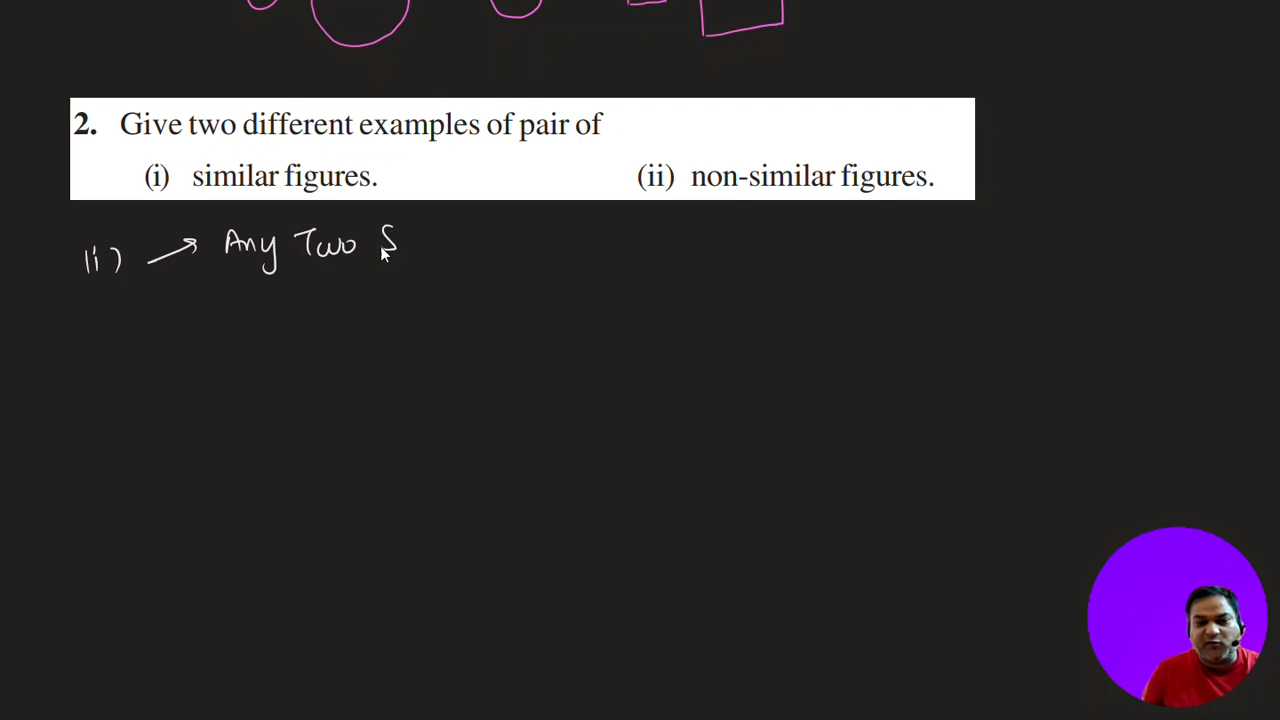 2. Give two different examples of pair of
(i) similar figures. (ii) non-similar figures.
(i) → Any Two S